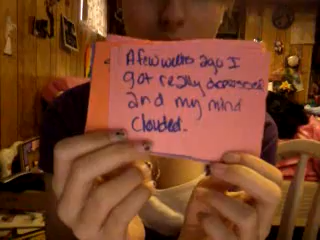 A few weeks ago I
got really depressed
and my mind
clouded.